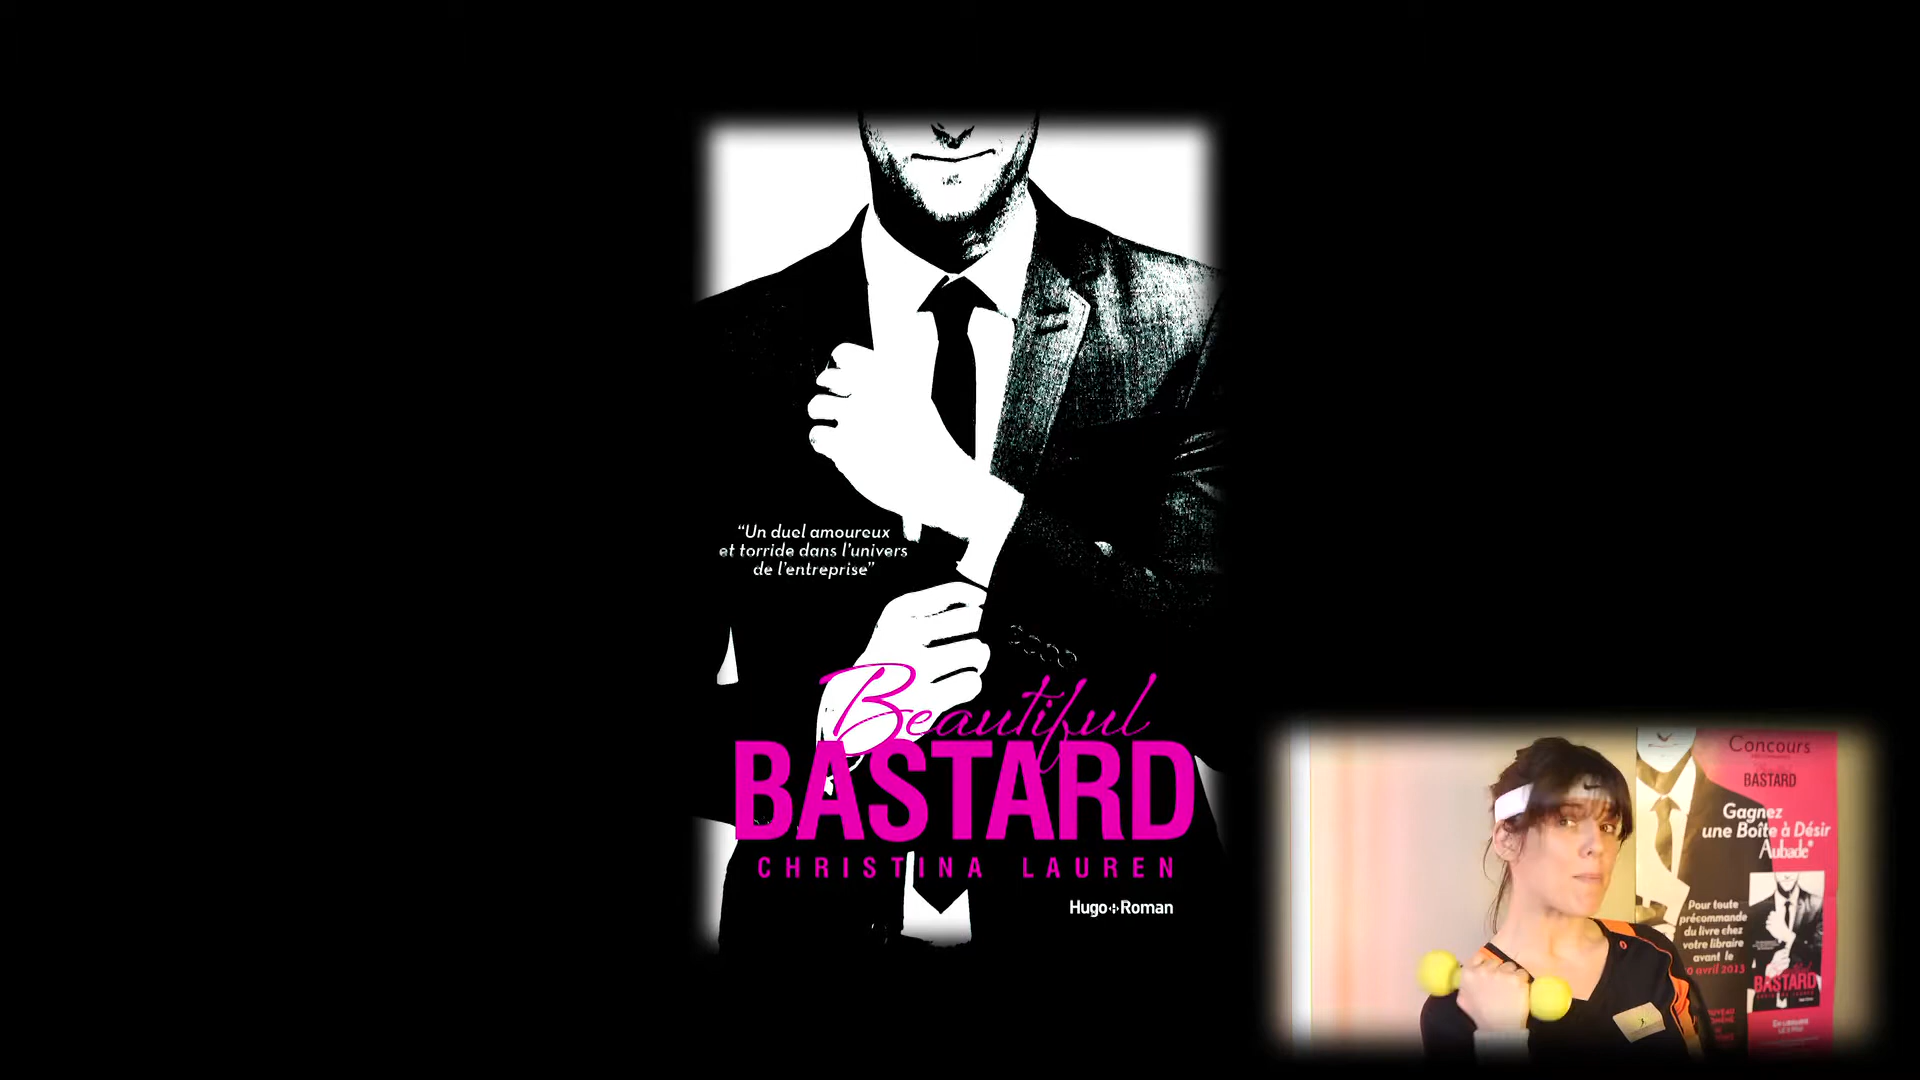 “Un duel amoureux
et torride dans l’univers
de l’entreprise”
Beautiful
BASTARD
CHRISTINA LAUREN
Hugo Roman
Concours
BASTARD
Gagnez
une Boîte à Désir
Aubade*
Pour toute
précommande
du livre chez
votre libraire
avant le
avril 2013
BASTARD